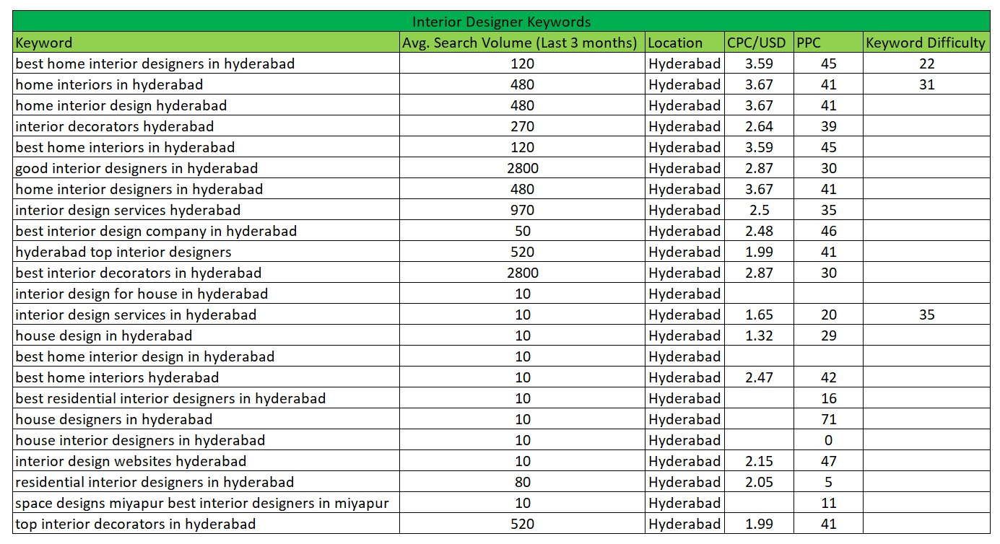 Interior Designer Keywords
Keyword Avg. Search Volume (Last 3 months) Location CPC/USD PPC Keyword Difficulty
best home interior designers in hyderabad 120 Hyderabad 3.59 45 22
home interiors in hyderabad 480 Hyderabad 3.67 41 31
home interior design hyderabad 480 Hyderabad 3.67 41
interior decorators hyderabad 270 Hyderabad 2.64 39
best home interiors in hyderabad 120 Hyderabad 3.59 45
good interior designers in hyderabad 2800 Hyderabad 2.87 30
home interior designers in hyderabad 480 Hyderabad 3.67 41
interior design services hyderabad 970 Hyderabad 2.5 35
best interior design company in hyderabad 50 Hyderabad 2.48 46
hyderabad top interior designers 520 Hyderabad 1.99 41
best interior decorators in hyderabad 2800 Hyderabad 2.87 30
interior design for house in hyderabad 10 Hyderabad
interior design services in hyderabad 10 Hyderabad 1.65 20 35
house design in hyderabad 10 Hyderabad 1.32 29
best home interior design in hyderabad 10 Hyderabad
best home interiors hyderabad 10 Hyderabad 2.47 42
best residential interior designers in hyderabad 10 Hyderabad 16
house designers in hyderabad 10 Hyderabad 71
house interior designers in hyderabad 10 Hyderabad 0
interior design websites hyderabad 10 Hyderabad 2.15 47
residential interior designers in hyderabad 80 Hyderabad 2.05 5
space designs miyapur best interior designers in miyapur 10 Hyderabad 11
top interior decorators in hyderabad 520 Hyderabad 1.99 41